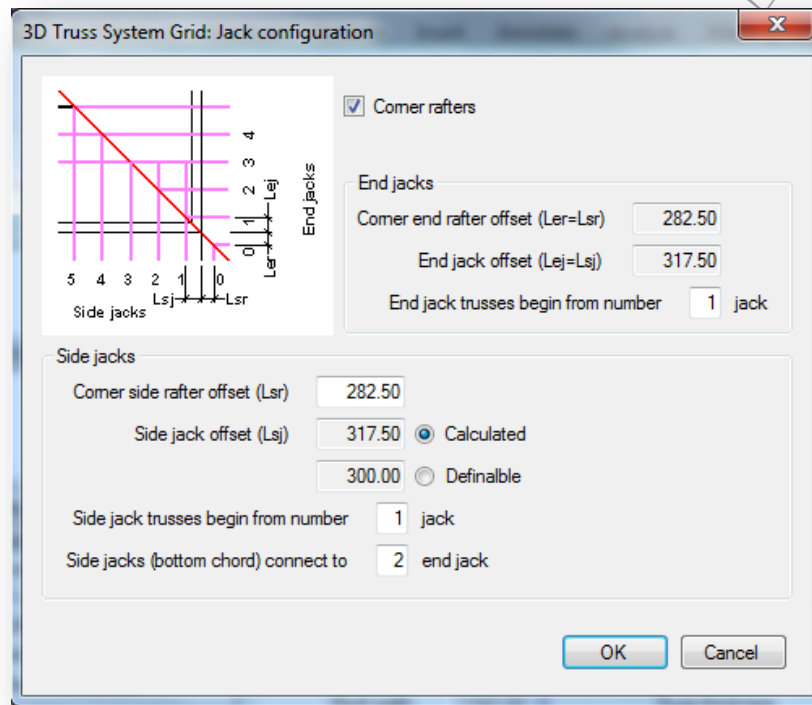 3D Truss System Grid: Jack configuration
Corner rafters
4
3
2
1
0
Lej
Ler
End jacks
5 4 3 2 1 0
Lsj Lsr
Side jacks
End jacks
Corner end rafter offset (Ler=Lsr) 282.50
End jack offset (Lej=Lsj) 317.50
End jack trusses begin from number 1 jack
Side jacks
Corner side rafter offset (Lsr) 282.50
Side jack offset (Lsj) 317.50 Calculated
300.00 Definalble
Side jack trusses begin from number 1 jack
Side jacks (bottom chord) connect to 2 end jack
OK Cancel